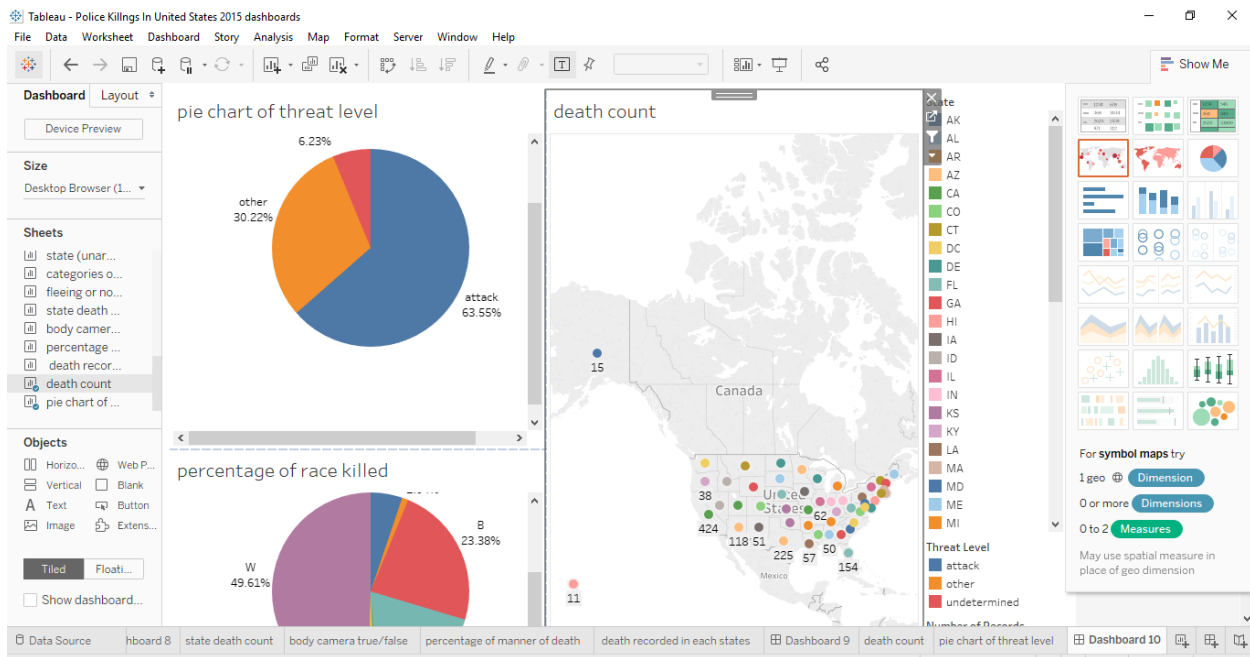 Tableau - Police Killngs In United States 2015 dashboards
File Data Worksheet Dashboard Story Analysis Map Format Server Window Help
Show Me
Dashboard Layout
Device Preview
Size
Desktop Browser (1...
Sheets
state (unar...
categories o...
fleeing or no...
state death ...
body camer...
percentage ...
death recor...
death count
pie chart of ...
Objects
Horizo... Web P...
Vertical Blank
Text Button
Image Extens...
Tiled Floati...
Show dashboard...
pie chart of threat level
6.23%
other
30.22%
attack
63.55%
percentage of race killed
B
23.38%
W
49.61%
death count
15
Canada
United
States
38
424
118 51
62
225
57
50
154
Mexico
11
AK
AL
AR
AZ
CA
CO
CT
DC
DE
FL
GA
HI
IA
ID
IL
IN
KS
KY
LA
MA
MD
ME
MI
Threat Level
attack
other
undetermined
Number of Records
For symbol maps try
1 geo Dimension
0 or more Dimensions
0 to 2 Measures
May use spatial measure in
place of geo dimension
Data Source hboard 8 state death count body camera true/false percentage of manner of death death recorded in each states Dashboard 9 death count pie chart of threat level Dashboard 10